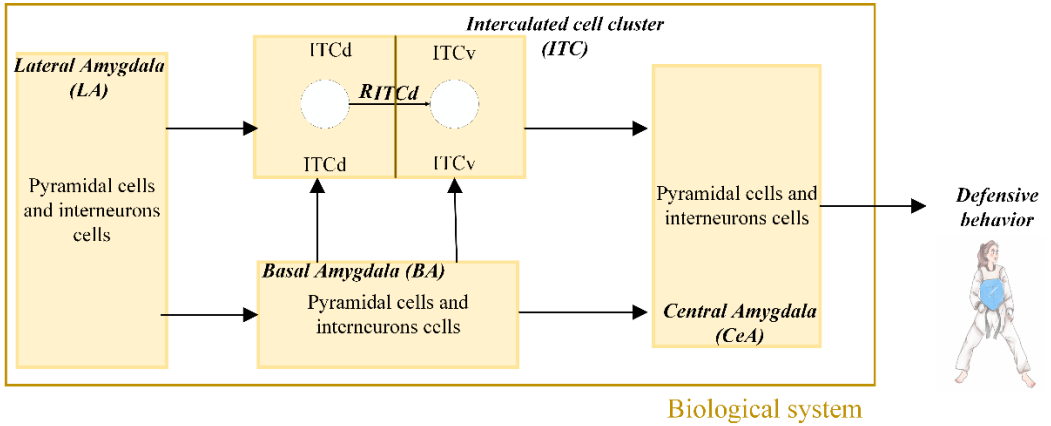 Intercalated cell cluster
(ITC)
Lateral Amygdala
(LA)
Pyramidal cells
and interneurons
cells
ITCd
ITCv
RITCd
ITCd
ITCv
Basal Amygdala (BA)
Pyramidal cells and
interneurons cells
Pyramidal cells and
interneurons cells
Central Amygdala
(CeA)
Defensive
behavior
Biological system